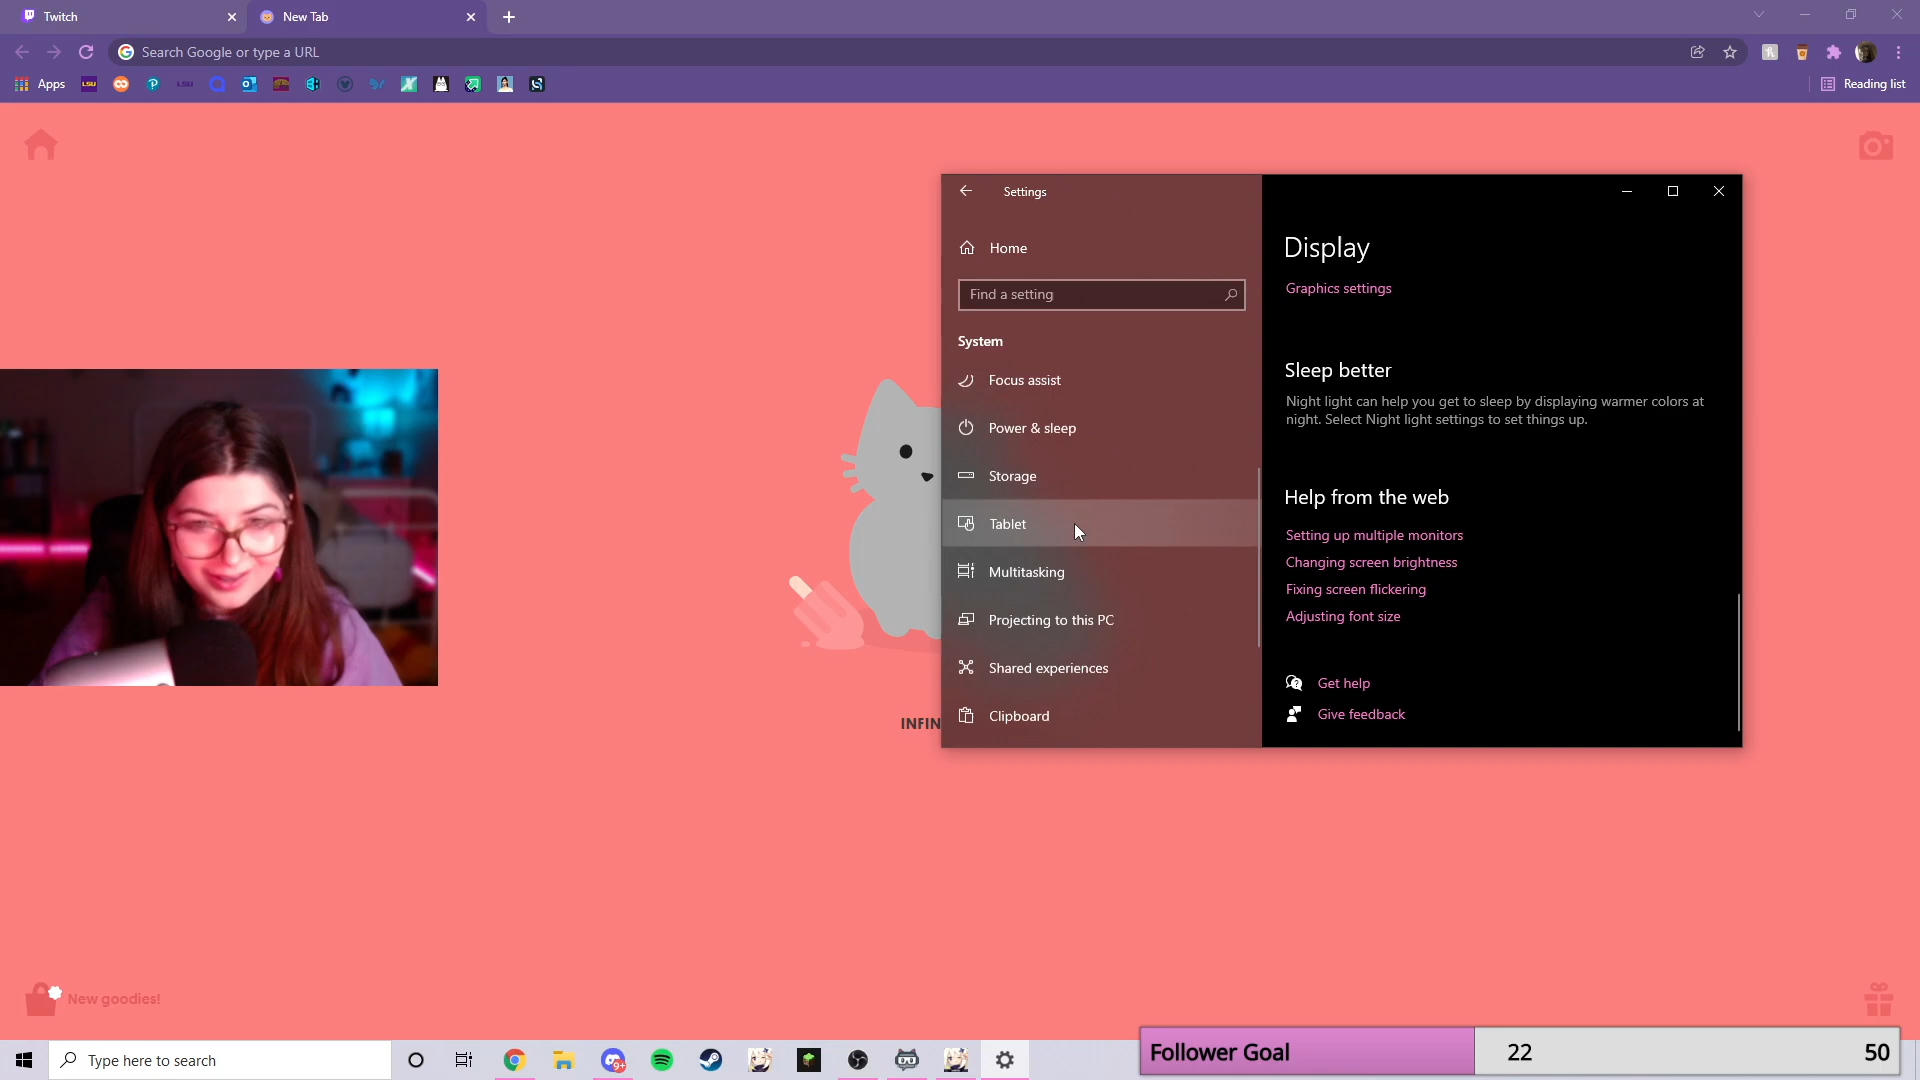 Twitch
New Tab
Search Google or type a URL
Apps
LSU
Reading list
Settings
Home
Find a setting
System
Focus assist
Power & sleep
Storage
Tablet
Multitasking
Projecting to this PC
Shared experiences
Clipboard
Display
Graphics settings
Sleep better
Night light can help you get to sleep by displaying warmer colors at
night. Select Night light settings to set things up.
Help from the web
Setting up multiple monitors
Changing screen brightness
Fixing screen flickering
Adjusting font size
Get help
Give feedback
INFIN
New goodies!
Type here to search
9+
Follower Goal
22
50